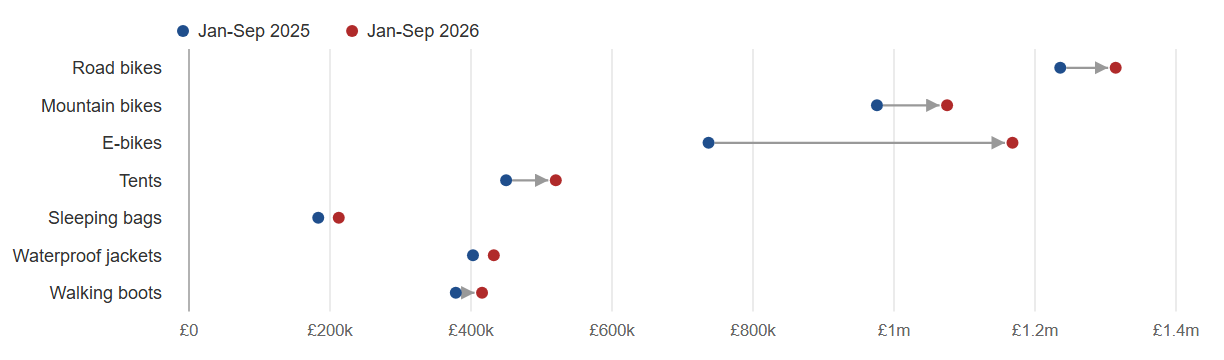 Jan-Sep 2025 Jan-Sep 2026
Road bikes
Mountain bikes
E-bikes
Tents
Sleeping bags
Waterproof jackets
Walking boots
£0 £200k £400k £600k £800k £1m £1.2m £1.4m